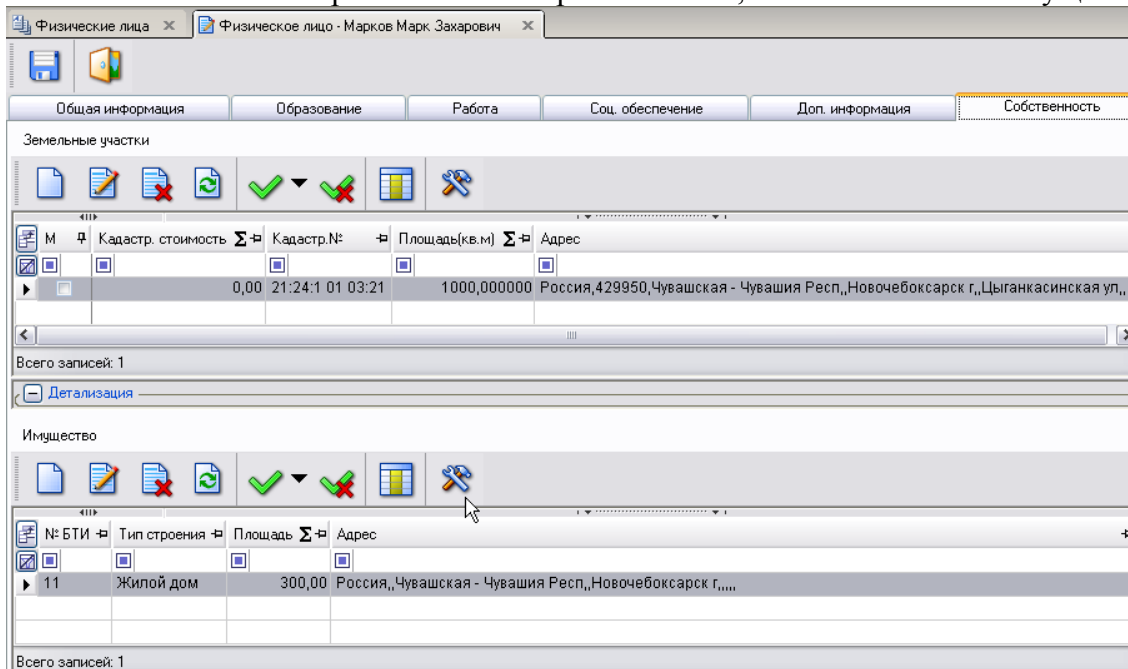 Физические лица Физическое лицо - Марков Марк Захарович
Общая информация Образование Работа Соц. обеспечение Доп. информация Собственность
Земельные участки
М Кадастр. стоимость Σ Кадастр.№ Площадь(кв.м) Σ Адрес
0,00 21:24:1 01 03:21 1000,000000 Россия,429950,Чувашская - Чувашия Респ,,Новочебоксарск г,,Цыганкасинская ул,,
Всего записей: 1
Детализация
Имущество
№ БТИ Тип строения Площадь Σ Адрес
11 Жилой дом 300,00 Россия,,Чувашская - Чувашия Респ,,Новочебоксарск г,,,,,
Всего записей: 1